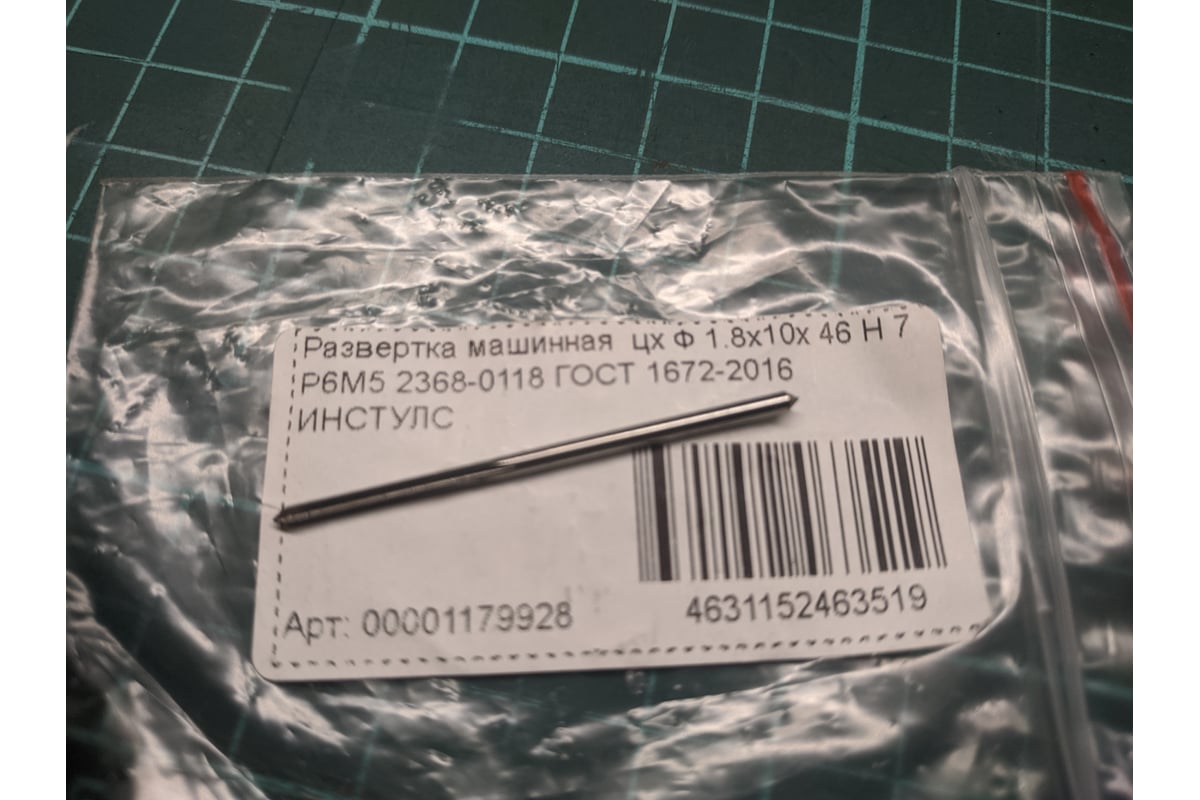 Развертка машинная цх Ф 1.8х10х 46 Н 7
Р6М5 2368-0118 ГОСТ 1672-2016
ИНСТУЛС
Арт: 00001179928
4631152463519